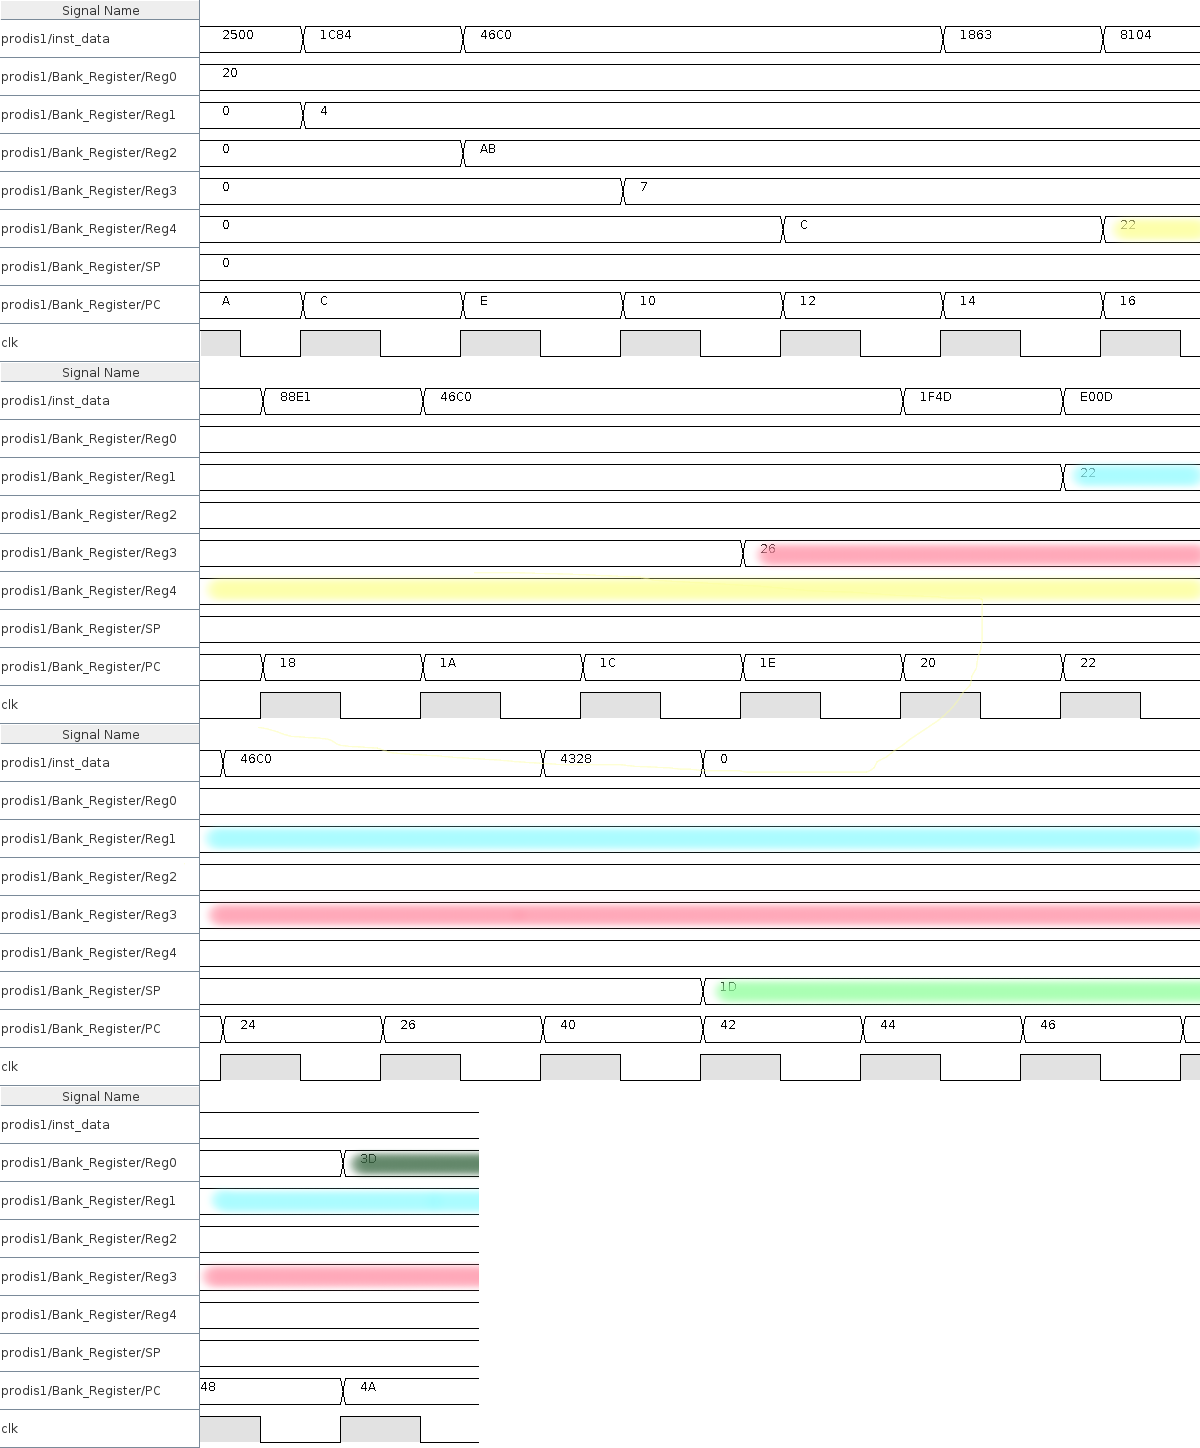 Signal Name
prodis1/inst_data 2500 1C84 46C0 1863 8104
prodis1/Bank_Register/Reg0 20
prodis1/Bank_Register/Reg1 0 4
prodis1/Bank_Register/Reg2 0 AB
prodis1/Bank_Register/Reg3 0 7
prodis1/Bank_Register/Reg4 0 C 22
prodis1/Bank_Register/SP 0
prodis1/Bank_Register/PC A C E 10 12 14 16
clk
Signal Name
prodis1/inst_data 88E1 46C0 1F4D E00D
prodis1/Bank_Register/Reg0
prodis1/Bank_Register/Reg1 22
prodis1/Bank_Register/Reg2
prodis1/Bank_Register/Reg3 26
prodis1/Bank_Register/Reg4
prodis1/Bank_Register/SP
prodis1/Bank_Register/PC 18 1A 1C 1E 20 22
clk
Signal Name
prodis1/inst_data 46C0 4328 0
prodis1/Bank_Register/Reg0
prodis1/Bank_Register/Reg1
prodis1/Bank_Register/Reg2
prodis1/Bank_Register/Reg3
prodis1/Bank_Register/Reg4
prodis1/Bank_Register/SP 1D
prodis1/Bank_Register/PC 24 26 40 42 44 46
clk
Signal Name
prodis1/inst_data
prodis1/Bank_Register/Reg0 3D
prodis1/Bank_Register/Reg1
prodis1/Bank_Register/Reg2
prodis1/Bank_Register/Reg3
prodis1/Bank_Register/Reg4
prodis1/Bank_Register/SP
prodis1/Bank_Register/PC 48 4A
clk